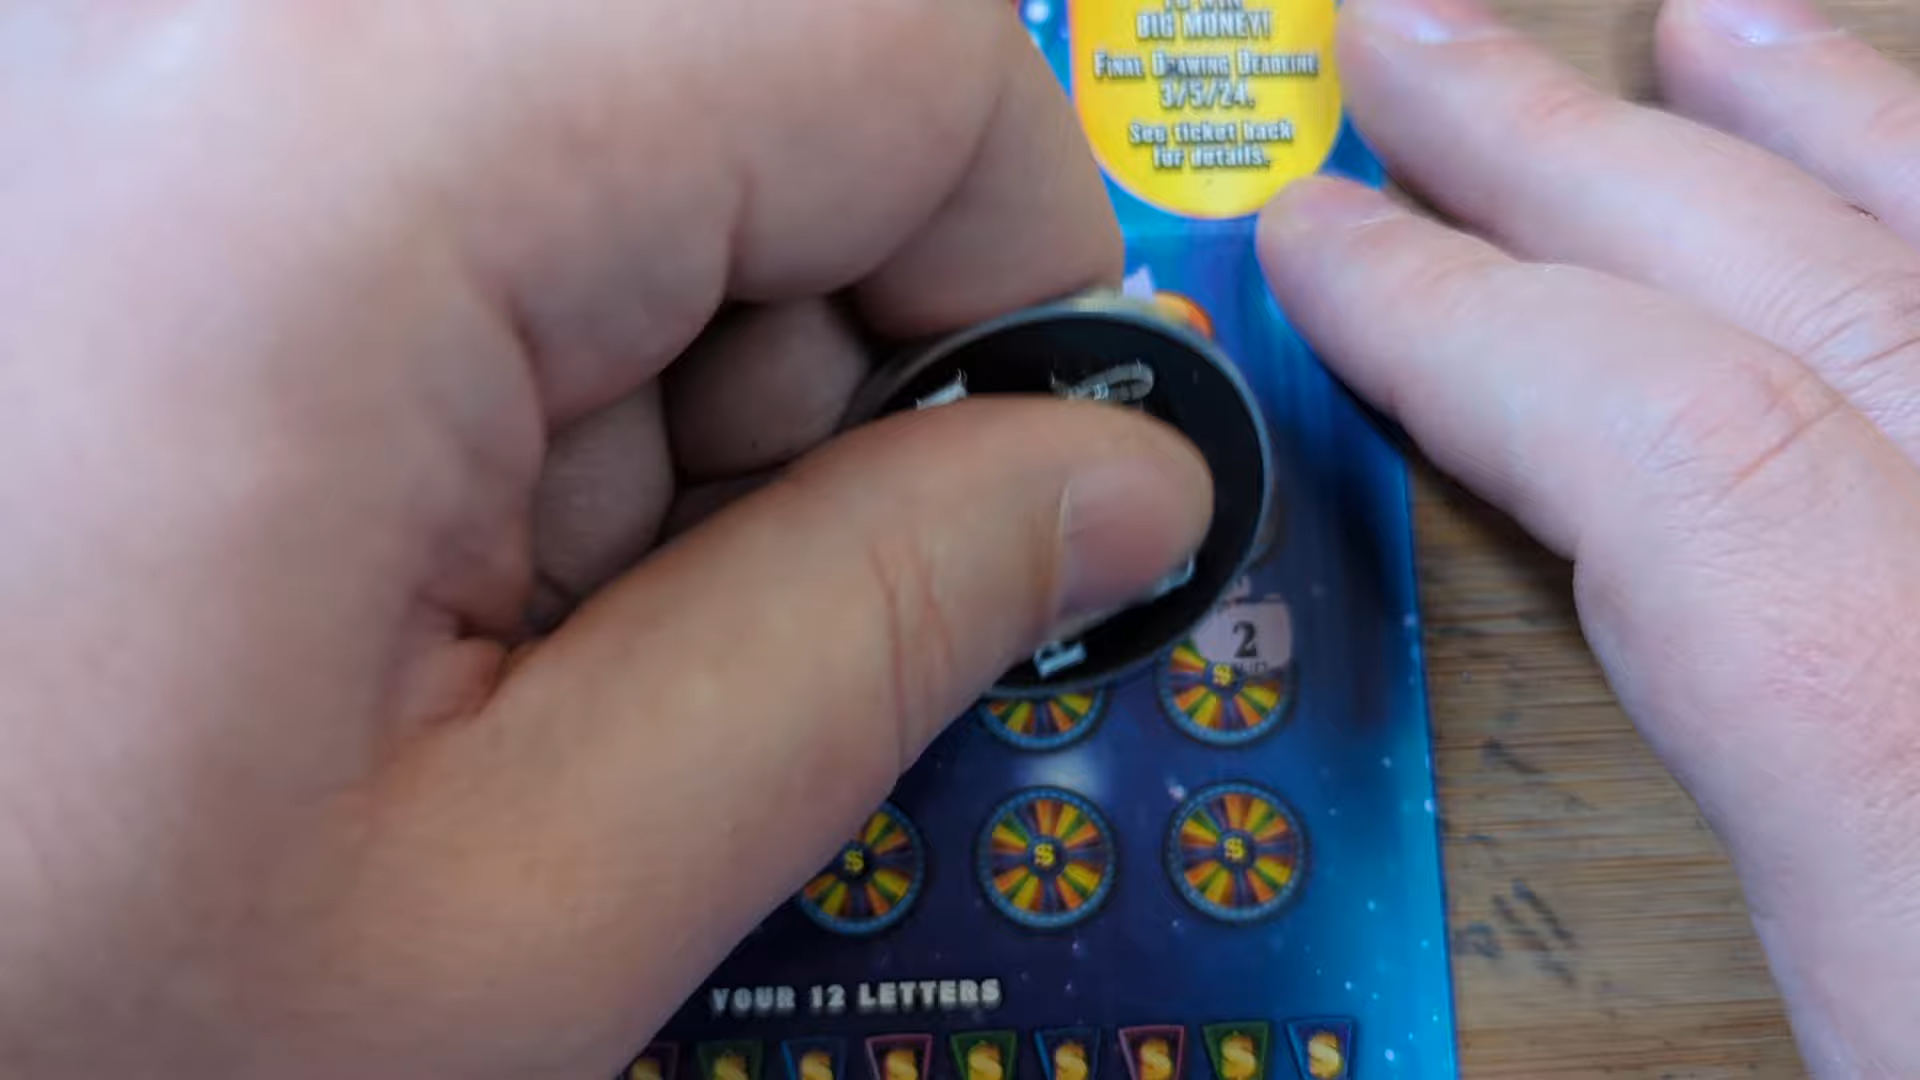 BIG MONEY!
FINAL DRAWING DEADLINE
3/5/24.
See ticket back
for details.
2
YOUR 12 LETTERS